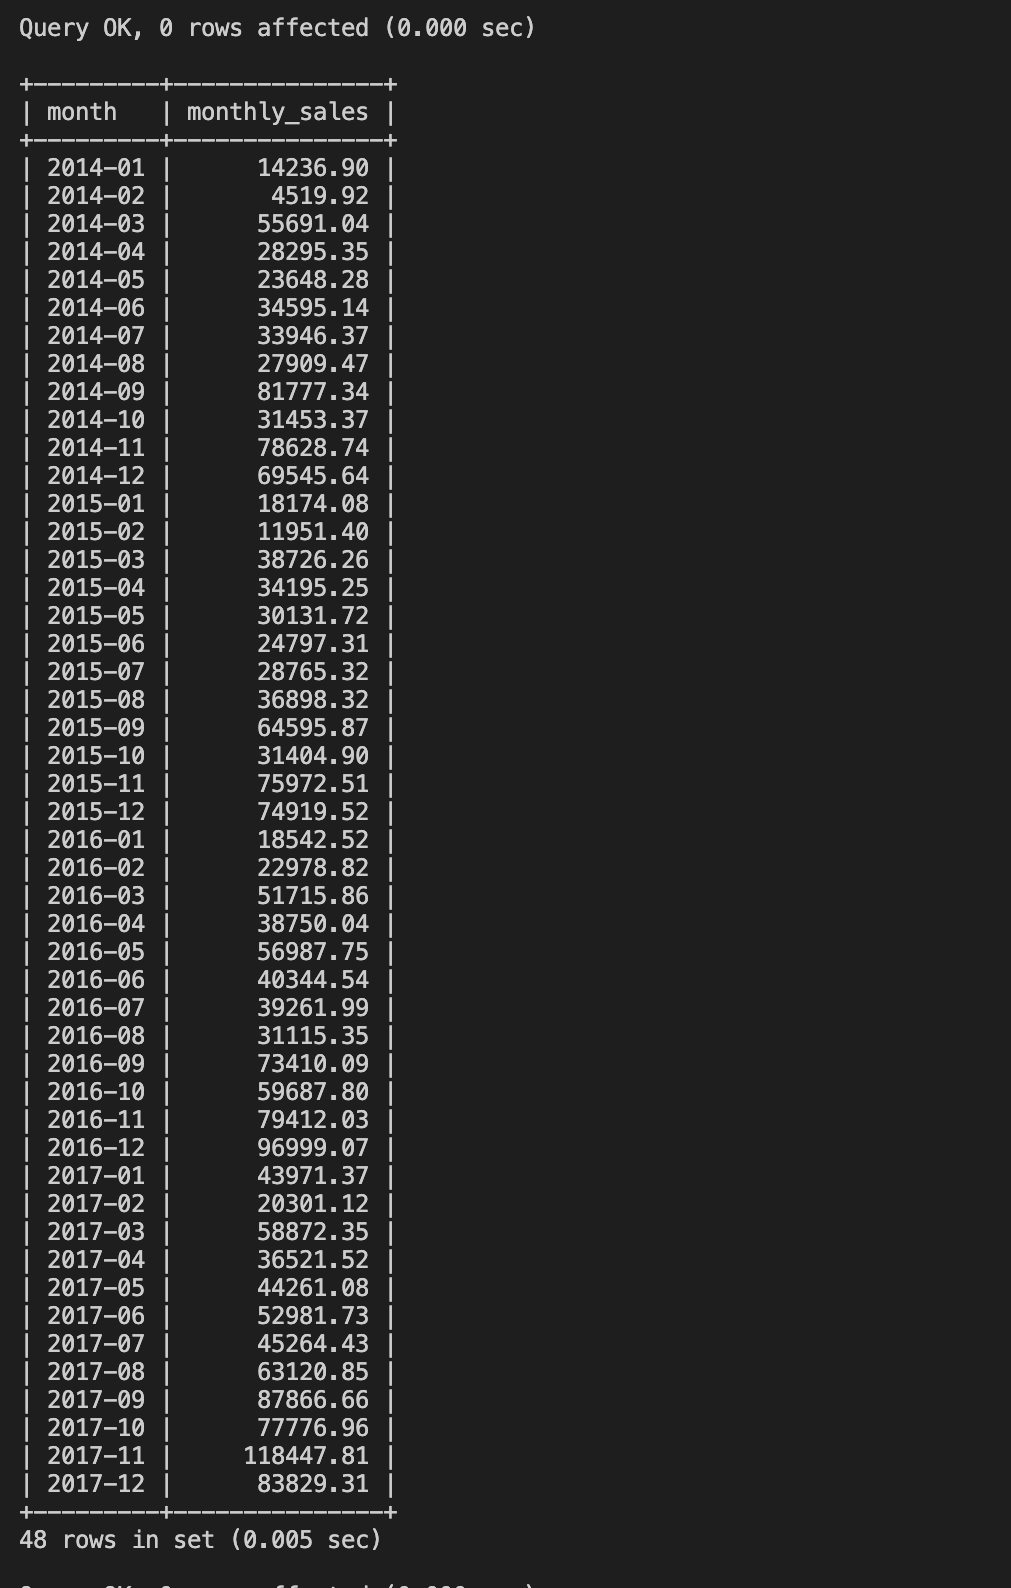 Query OK, 0 rows affected (0.000 sec)
+---------+---------------+
| month   | monthly_sales |
+---------+---------------+
| 2014-01 |      14236.90 |
| 2014-02 |       4519.92 |
| 2014-03 |      55691.04 |
| 2014-04 |      28295.35 |
| 2014-05 |      23648.28 |
| 2014-06 |      34595.14 |
| 2014-07 |      33946.37 |
| 2014-08 |      27909.47 |
| 2014-09 |      81777.34 |
| 2014-10 |      31453.37 |
| 2014-11 |      78628.74 |
| 2014-12 |      69545.64 |
| 2015-01 |      18174.08 |
| 2015-02 |      11951.40 |
| 2015-03 |      38726.26 |
| 2015-04 |      34195.25 |
| 2015-05 |      30131.72 |
| 2015-06 |      24797.31 |
| 2015-07 |      28765.32 |
| 2015-08 |      36898.32 |
| 2015-09 |      64595.87 |
| 2015-10 |      31404.90 |
| 2015-11 |      75972.51 |
| 2015-12 |      74919.52 |
| 2016-01 |      18542.52 |
| 2016-02 |      22978.82 |
| 2016-03 |      51715.86 |
| 2016-04 |      38750.04 |
| 2016-05 |      56987.75 |
| 2016-06 |      40344.54 |
| 2016-07 |      39261.99 |
| 2016-08 |      31115.35 |
| 2016-09 |      73410.09 |
| 2016-10 |      59687.80 |
| 2016-11 |      79412.03 |
| 2016-12 |      96999.07 |
| 2017-01 |      43971.37 |
| 2017-02 |      20301.12 |
| 2017-03 |      58872.35 |
| 2017-04 |      36521.52 |
| 2017-05 |      44261.08 |
| 2017-06 |      52981.73 |
| 2017-07 |      45264.43 |
| 2017-08 |      63120.85 |
| 2017-09 |      87866.66 |
| 2017-10 |      77776.96 |
| 2017-11 |     118447.81 |
| 2017-12 |      83829.31 |
+---------+---------------+
48 rows in set (0.005 sec)